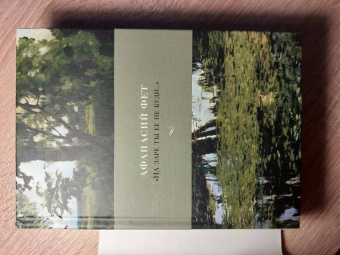 АФАНАСИЙ ФЕТ
«НА ЗАРЕ ТЫ ЕЕ НЕ БУДИ...»